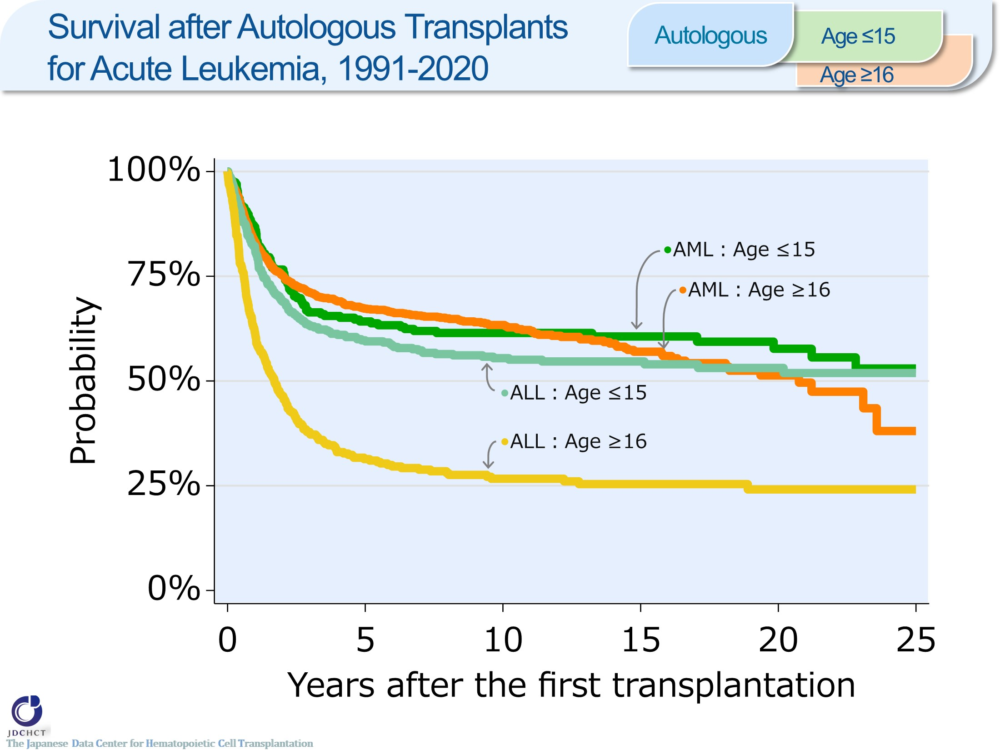 Survival after Autologous Transplants
for Acute Leukemia, 1991-2020
Autologous
Age ≤15
Age ≥16
100%
75%
50%
25%
0%
Probability
AML : Age ≤15
AML : Age ≥16
ALL : Age ≤15
ALL : Age ≥16
0 5 10 15 20 25
Years after the first transplantation
JDCHCT
The Japanese Data Center for Hematopoietic Cell Transplantation